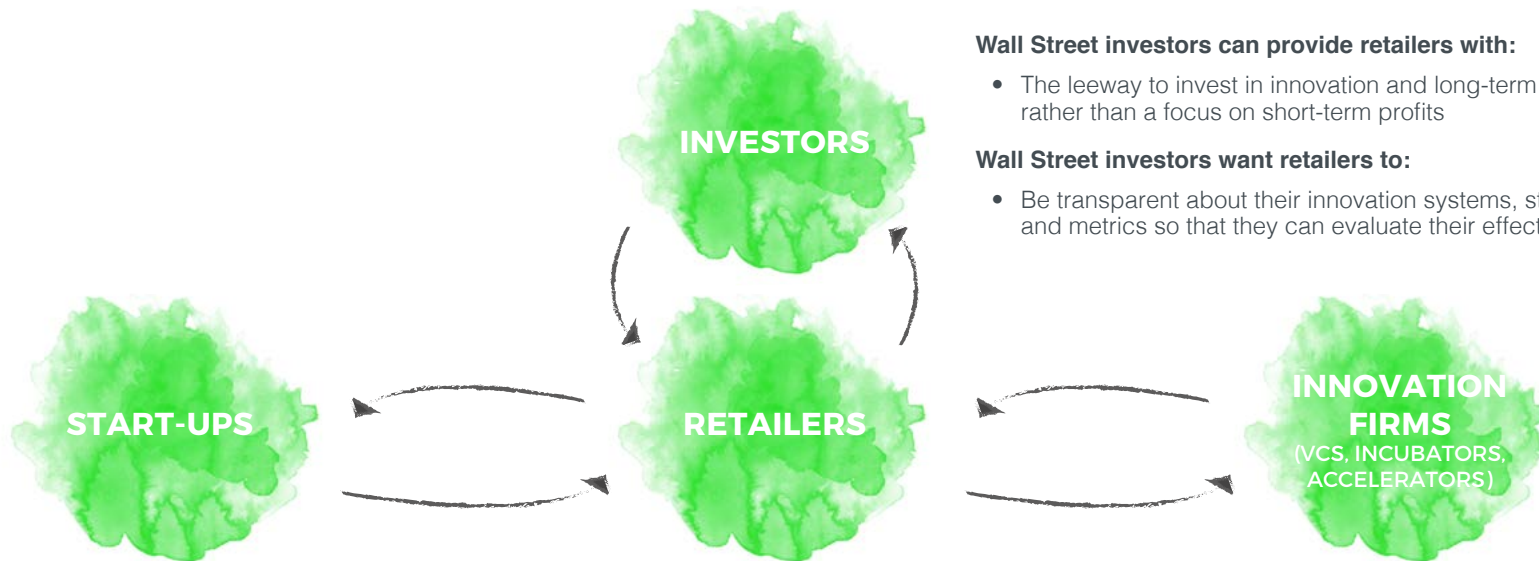 Wall Street investors can provide retailers with:
• The leeway to invest in innovation and long-term
rather than a focus on short-term profits
Wall Street investors want retailers to:
• Be transparent about their innovation systems,
and metrics so that they can evaluate their
INVESTORS
START-UPS
RETAILERS
INNOVATION
FIRMS
(VCS, INCUBATORS,
ACCELERATORS)